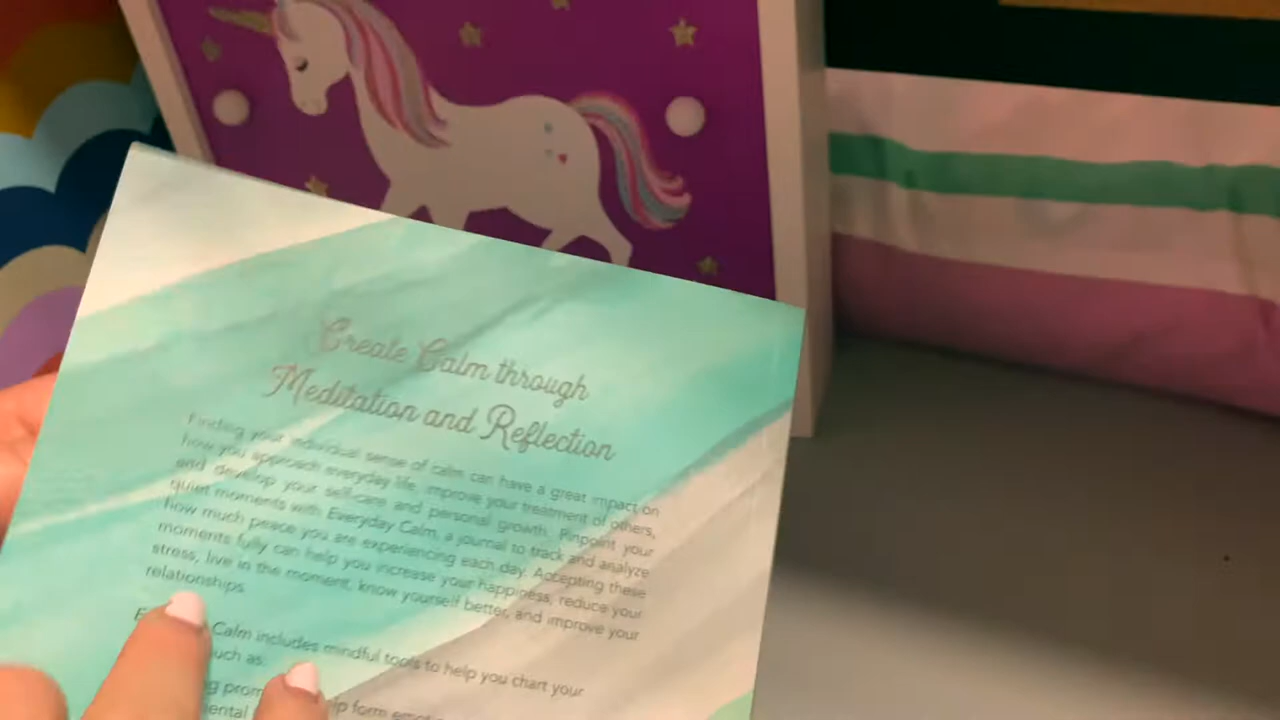 Create Calm through
Meditation and Reflection
Finding your individual sense of calm can have a great impact on
how you approach everyday life, improve your treatment of others,
and develop your self-care and personal growth. Pinpoint your
quiet moments with Everyday Calm, a journal to track and analyze
how much peace you are experiencing each day. Accepting these
moments fully can help you increase your happiness, reduce your
stress, live in the moment, know yourself better, and improve your
relationships.
Calm includes mindful tools to help you chart your
uch as: